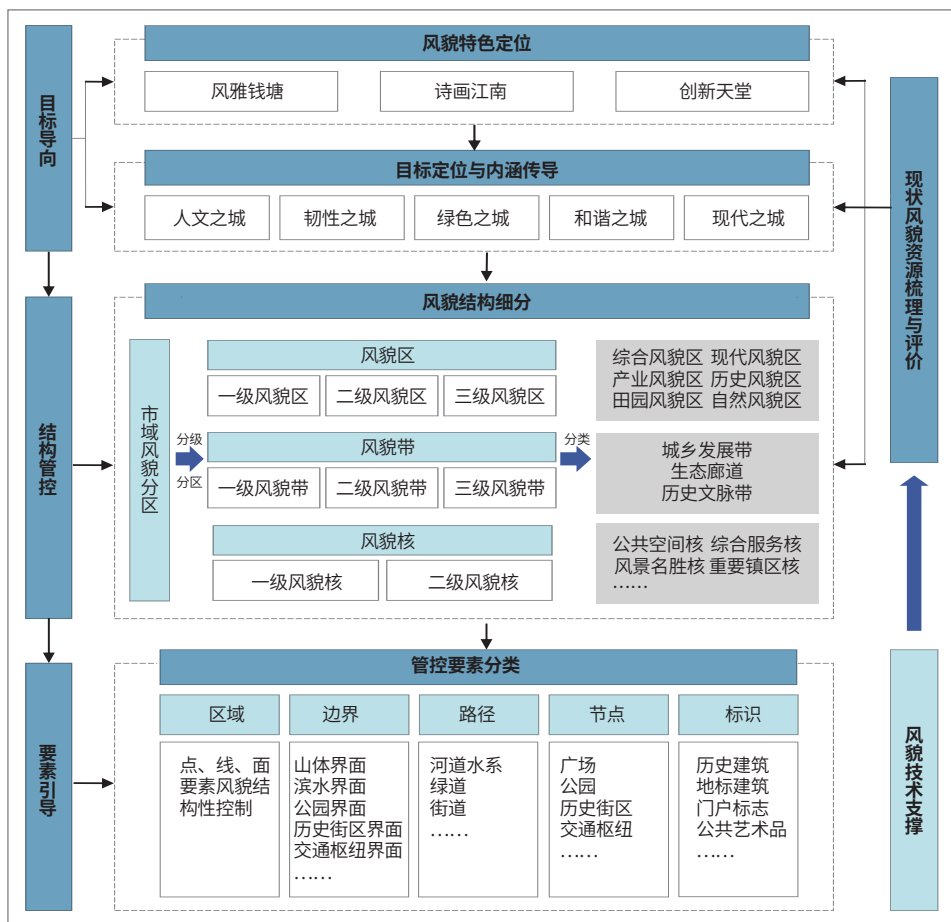 目标导向
风貌特色定位
风雅钱塘
诗画江南
创新天堂
目标定位与内涵传导
人文之城
韧性之城
绿色之城
和谐之城
现代之城
现状风貌资源梳理与评价
结构管控
风貌结构细分
市域风貌分区
分级
分区
风貌区
一级风貌区
二级风貌区
三级风貌区
风貌带
一级风貌带
二级风貌带
三级风貌带
风貌核
一级风貌核
二级风貌核
分类
综合风貌区 现代风貌区
产业风貌区 历史风貌区
田园风貌区 自然风貌区
城乡发展带
生态廊道
历史文脉带
公共空间核 综合服务核
风景名胜核 重要镇区核
……
要素引导
管控要素分类
区域
点、线、面
要素风貌结
构性控制
边界
山体界面
滨水界面
公园界面
历史街区界面
交通枢纽界面
……
路径
河道水系
绿道
街道
……
节点
广场
公园
历史街区
交通枢纽
……
标识
历史建筑
地标建筑
门户标志
公共艺术品
……
风貌技术支撑